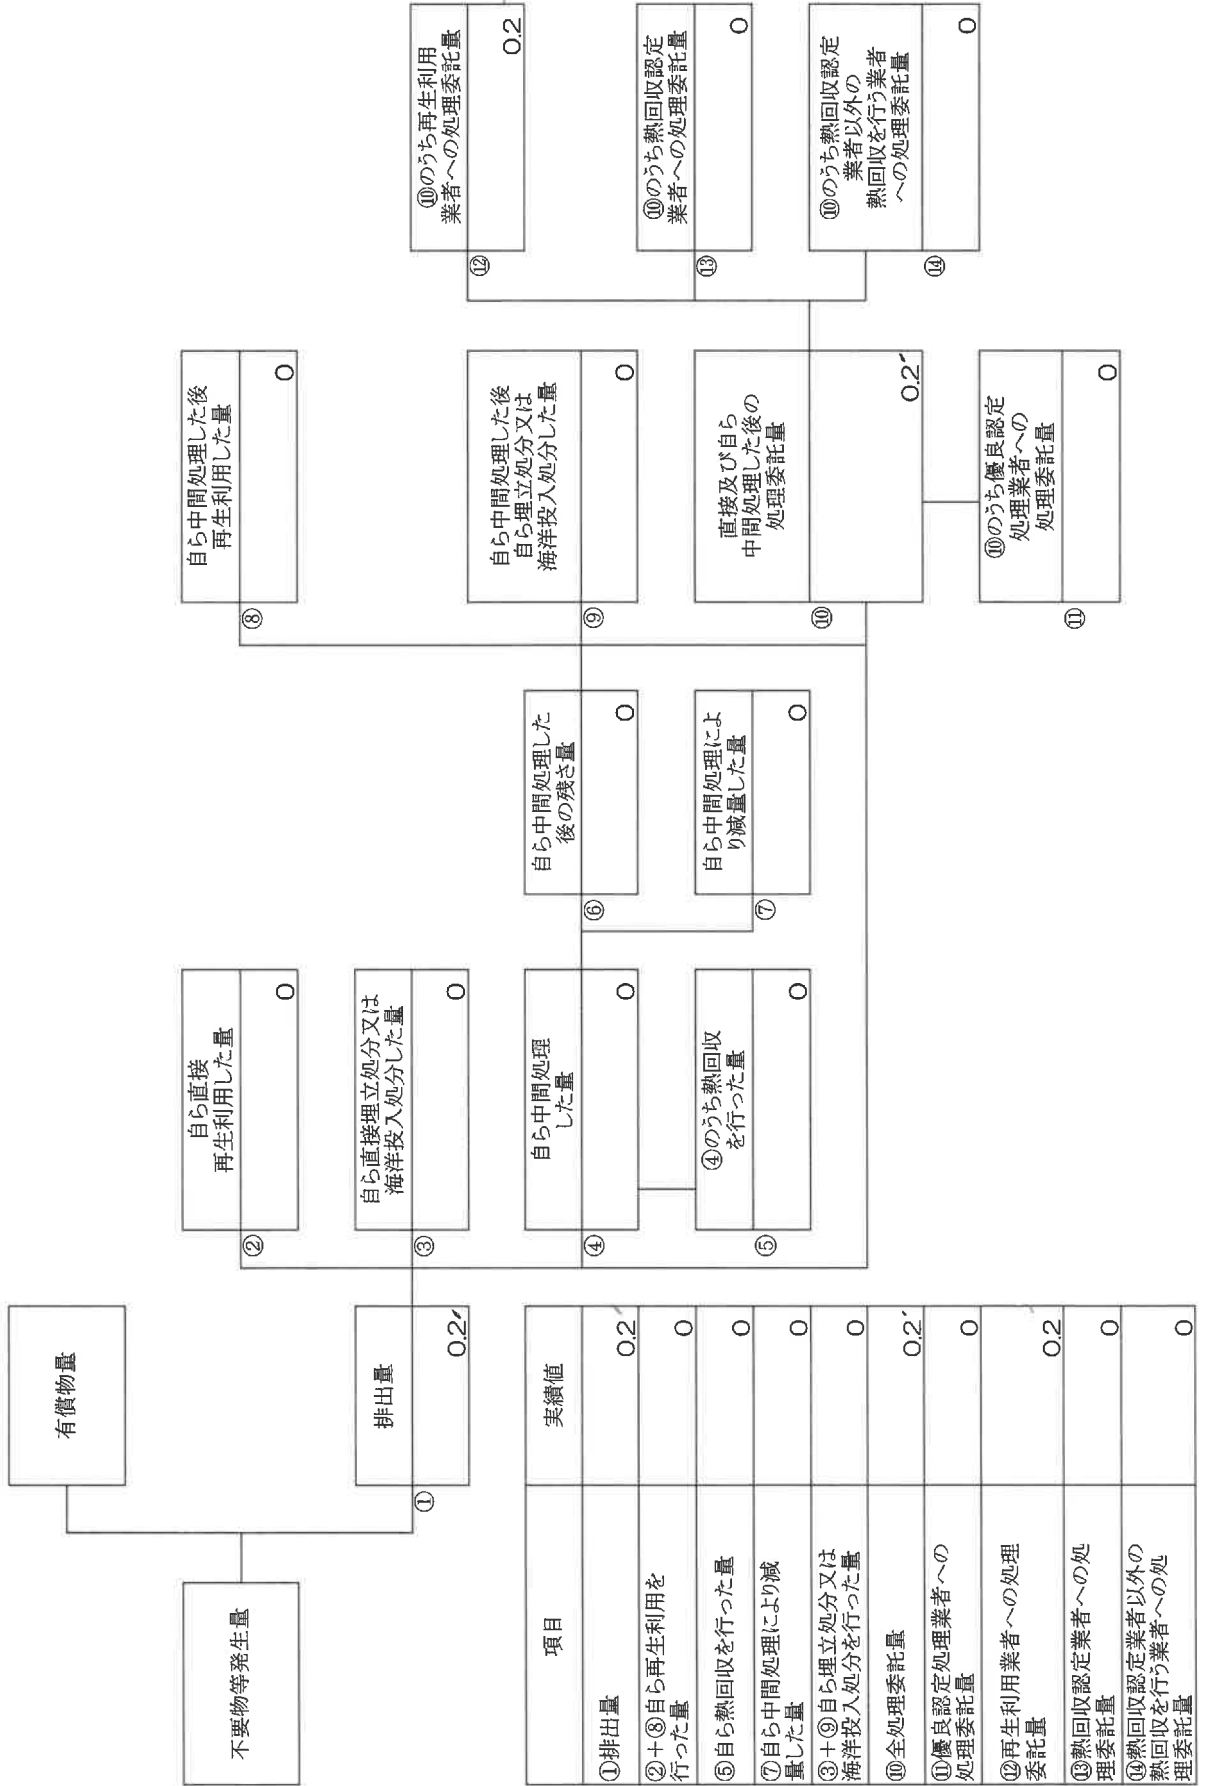 有償物量
不要物等発生量
排出量
①
0.2
自ら直接
再生利用した量
②
0
自ら直接埋立処分又は
海洋投入処分した量
③
0
自ら中間処理
した量
④
0
④のうち熱回収
を行った量
⑤
0
自ら中間処理した
後の残さ量
⑥
0
自ら中間処理によ
り減量した量
⑦
0
自ら中間処理した後
再生利用した量
⑧
0
自ら中間処理した後
自ら埋立処分又は
海洋投入処分した量
⑨
0
直接及び自ら
中間処理した後の
処理委託量
⑩
0.2
⑩のうち優良認定
処理業者への
処理委託量
⑪
0
⑩のうち再生利用
業者への処理委託量
⑫
0.2
⑩のうち熱回収認定
業者への処理委託量
⑬
0
⑩のうち熱回収認定
業者以外の
熱回収を行う業者
への処理委託量
⑭
0
項目 実績値
①排出量 0.2
②+⑧自ら再生利用を
行った量 0
⑤自ら熱回収を行った量 0
⑦自ら中間処理により減
量した量 0
③+⑨自ら埋立処分又は
海洋投入処分を行った量 0
⑩全処理委託量 0.2
⑪優良認定処理業者への
処理委託量 0
⑫再生利用業者への処理
委託量 0.2
⑬熱回収認定業者への処
理委託量 0
⑭熱回収認定業者以外の
熱回収を行う業者への処
理委託量 0